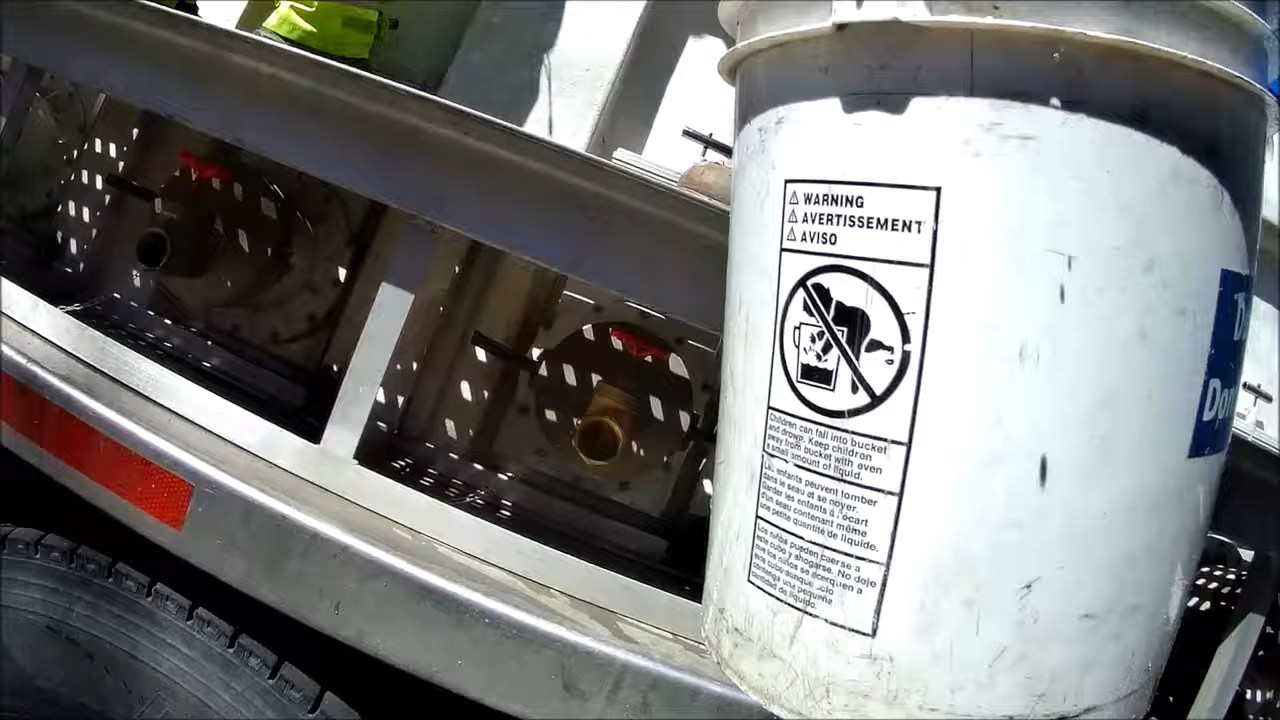 WARNING
AVERTISSEMENT
AVISO
Children can fall into bucket
and drown. Keep children
away from bucket with even
a small amount of liquid.
Les enfants peuvent tomber
dans le seau et se noyer.
Garder les enfants à l'écart
d'un seau contenant même
une petite quantité de liquide.
Los niños pueden caerse a
este cubo y ahogarse. No deje
que los niños se acerquen a
este cubo aunque solo
contenga una pequeña
cantidad de líquido.
D
Don